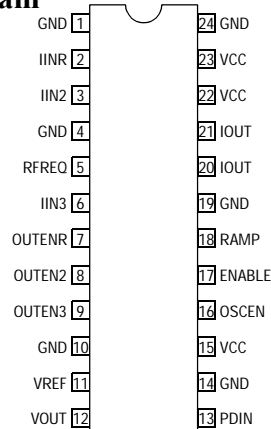 GND 1 24 GND
IINR 2 23 VCC
IIN2 3 22 VCC
GND 4 21 IOUT
RFREQ 5 20 IOUT
IIN3 6 19 GND
OUTENR 7 18 RAMP
OUTEN2 8 17 ENABLE
OUTEN3 9 16 OSCEN
GND 10 15 VCC
VREF 11 14 GND
VOUT 12 13 PDIN